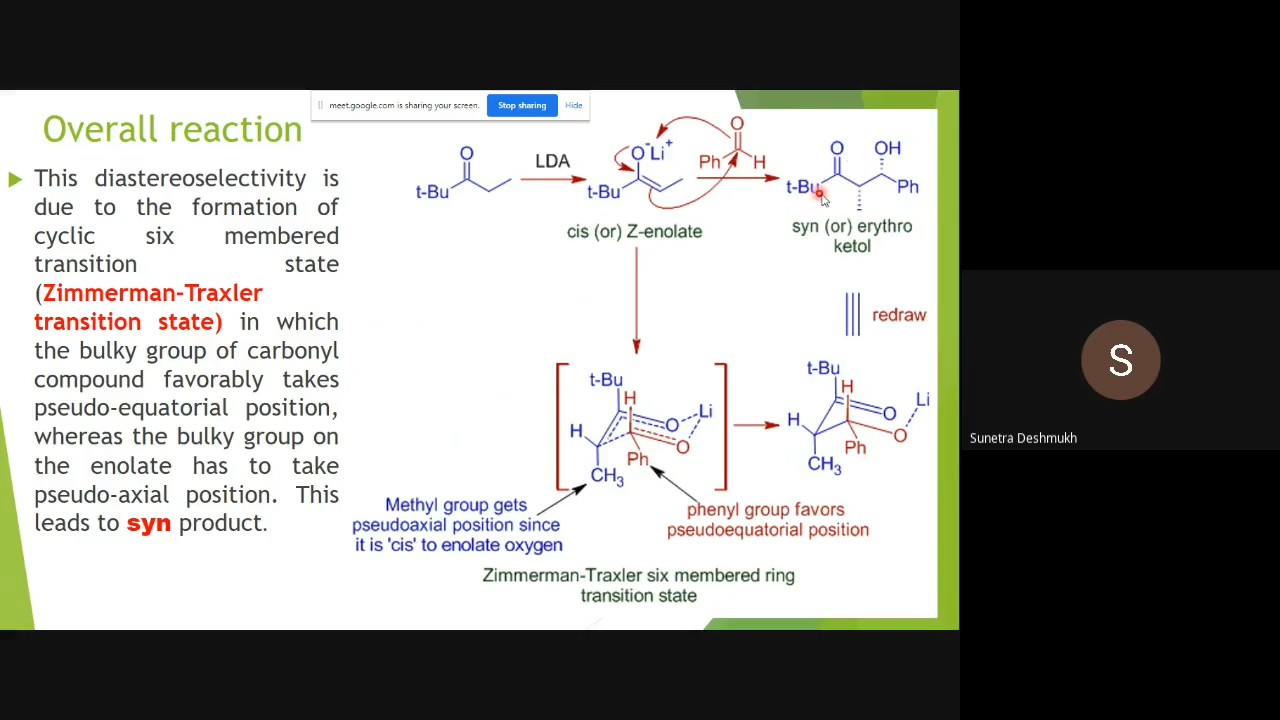 meet.google.com is sharing your screen. Stop sharing Hide
Overall reaction
This diastereoselectivity is
due to the formation of
cyclic six membered
transition state
(Zimmerman-Traxler
transition state) in which
the bulky group of carbonyl
compound favorably takes
pseudo-equatorial position,
whereas the bulky group on
the enolate has to take
pseudo-axial position. This
leads to syn product.
O
t-Bu
LDA
O-Li+
t-Bu
cis (or) Z-enolate
O
Ph H
O OH
t-Bu Ph
syn (or) erythro
ketol
redraw
t-Bu
H
Li
O
H
O
Ph
CH3
t-Bu
H
Li
H
O
O
Ph
CH3
Methyl group gets
pseudoaxial position since
it is 'cis' to enolate oxygen
phenyl group favors
pseudoequatorial position
Zimmerman-Traxler six membered ring
transition state
S
Sunetra Deshmukh